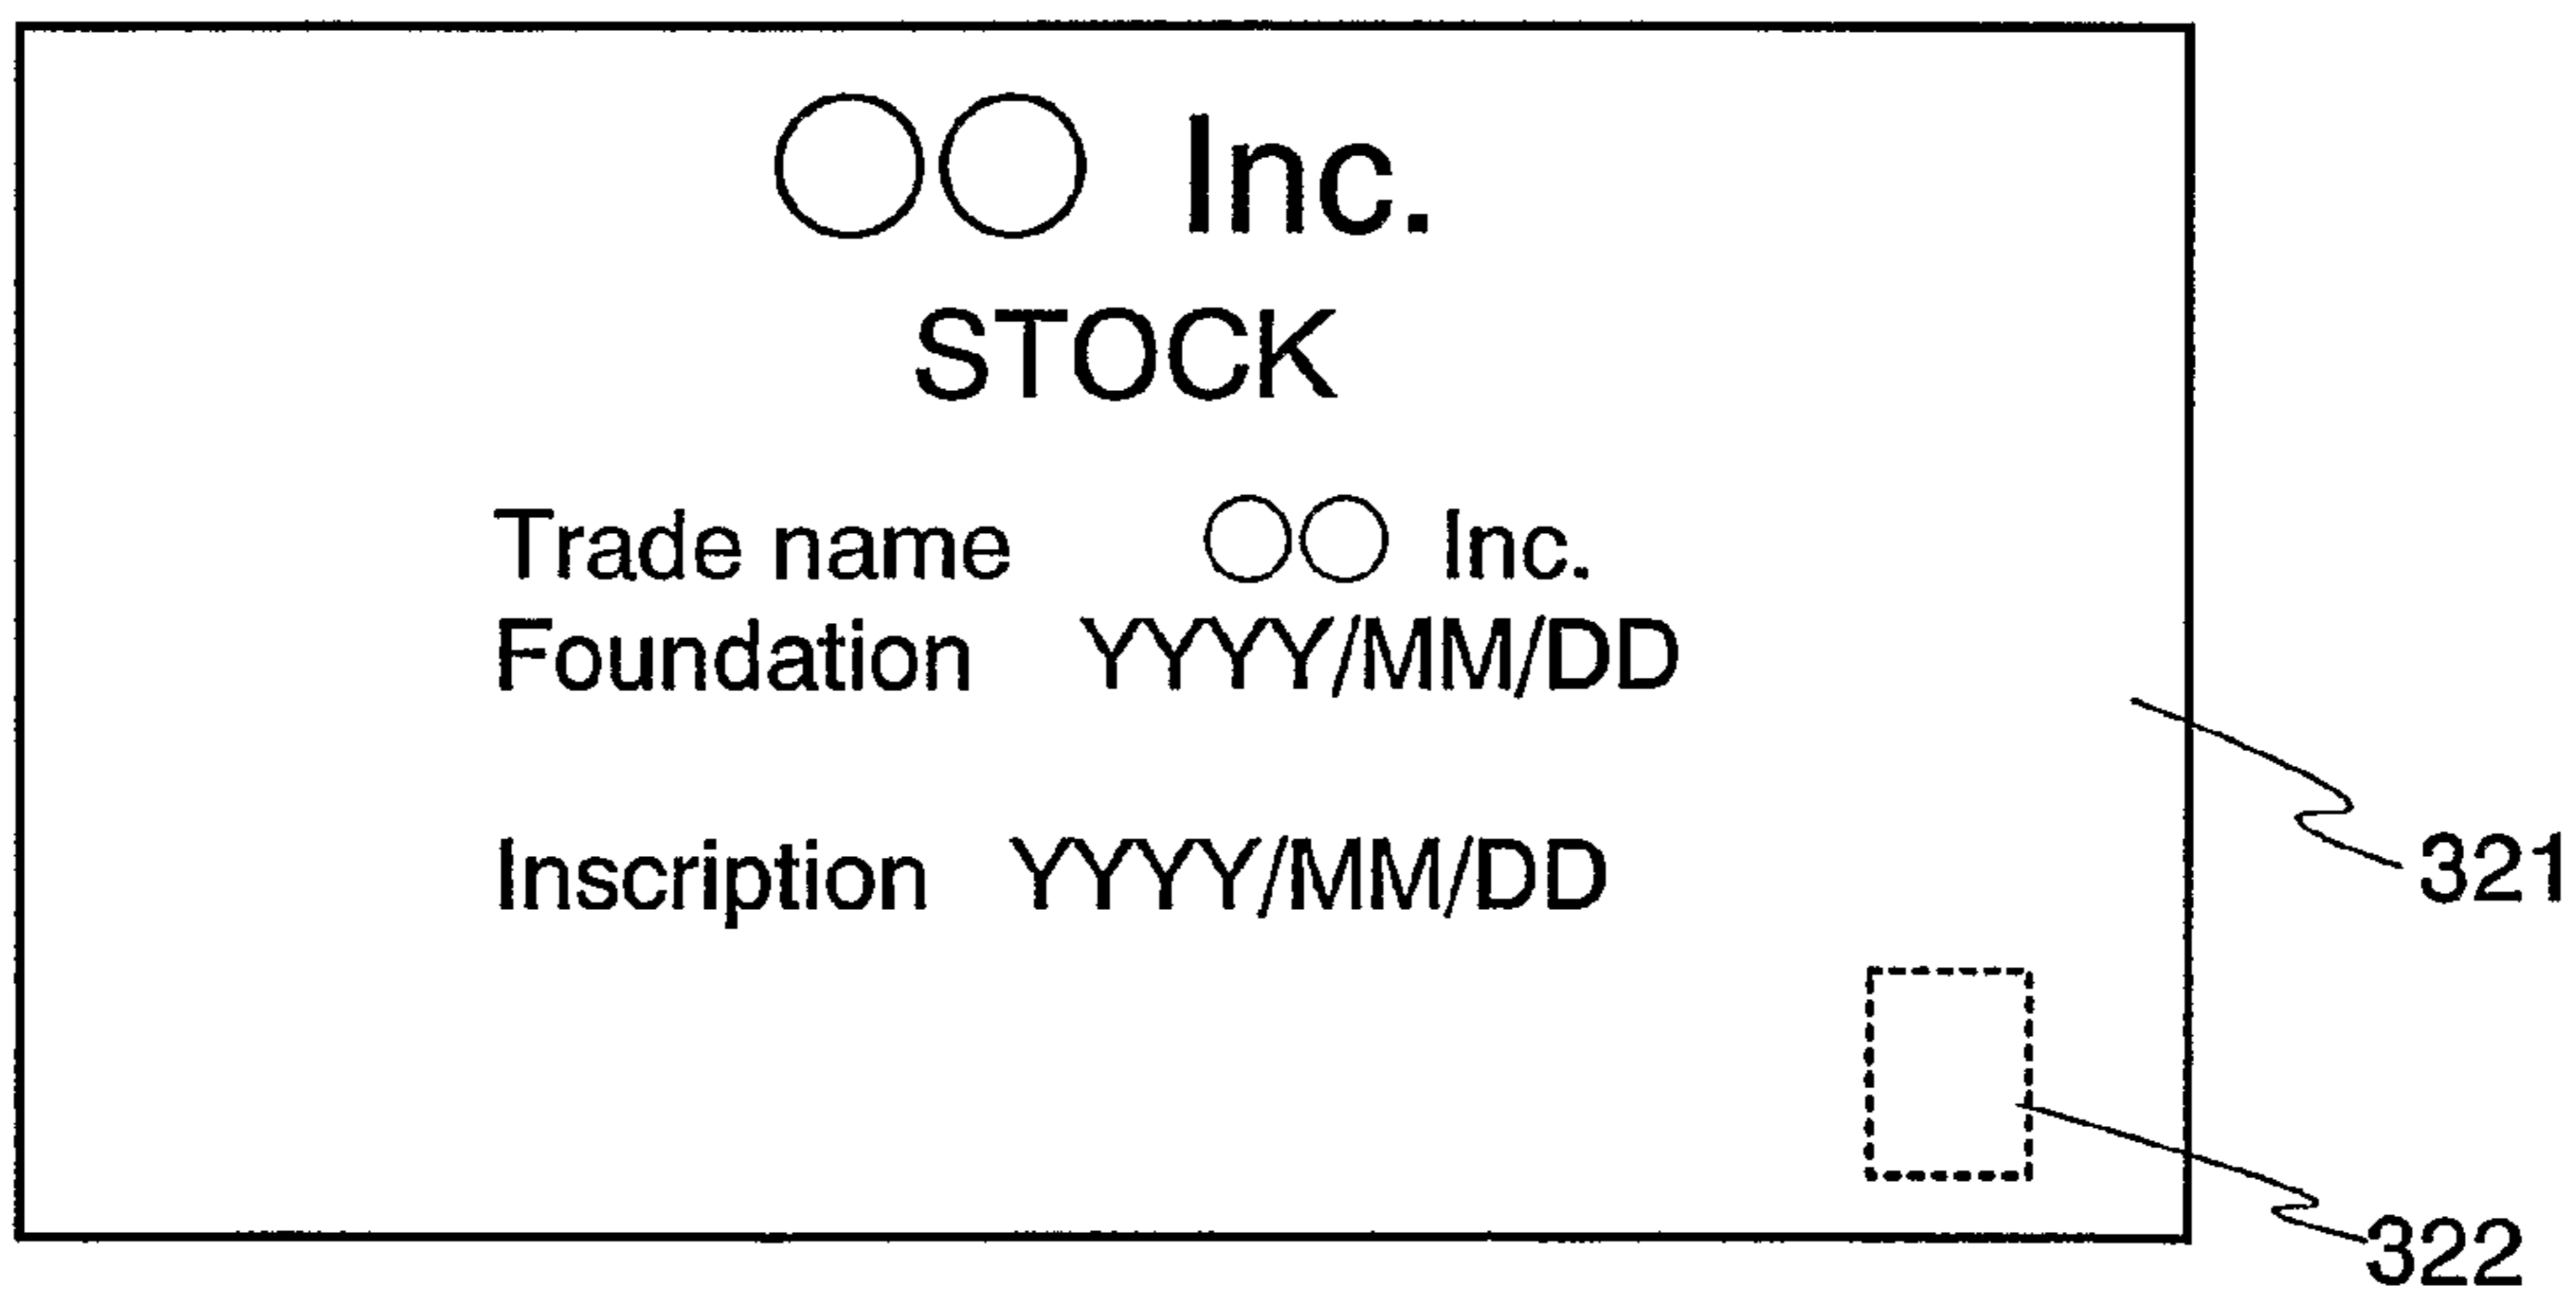 ○○ Inc.
STOCK
Trade name ○○ Inc.
Foundation YYYY/MM/DD
Inscription YYYY/MM/DD
321
322